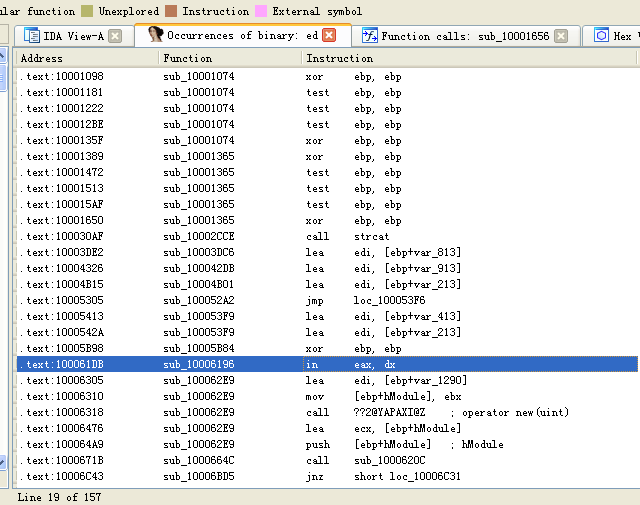 ular function Unexplored Instruction External symbol
IDA View-A Occurrences of binary: ed Function calls: sub_10001656 Hex
Address Function Instruction
.text:10001098 sub_10001074 xor ebp, ebp
.text:10001181 sub_10001074 test ebp, ebp
.text:10001222 sub_10001074 test ebp, ebp
.text:100012BE sub_10001074 test ebp, ebp
.text:1000135F sub_10001074 xor ebp, ebp
.text:10001389 sub_10001365 xor ebp, ebp
.text:10001472 sub_10001365 test ebp, ebp
.text:10001513 sub_10001365 test ebp, ebp
.text:100015AF sub_10001365 test ebp, ebp
.text:10001650 sub_10001365 xor ebp, ebp
.text:100030AF sub_10002CCE call strcat
.text:10003DE2 sub_10003DC6 lea edi, [ebp+var_813]
.text:10004326 sub_100042DB lea edi, [ebp+var_913]
.text:10004B15 sub_10004B01 lea edi, [ebp+var_213]
.text:10005305 sub_100052A2 jmp loc_100053F6
.text:10005413 sub_100053F9 lea edi, [ebp+var_413]
.text:1000542A sub_100053F9 lea edi, [ebp+var_213]
.text:10005B98 sub_10005B84 xor ebp, ebp
.text:100061DB sub_10006196 in eax, dx
.text:10006305 sub_100062E9 lea edi, [ebp+var_1290]
.text:10006310 sub_100062E9 mov [ebp+hModule], ebx
.text:10006318 sub_100062E9 call ??2@YAPAXI@Z ; operator new(uint)
.text:10006476 sub_100062E9 lea ecx, [ebp+hModule]
.text:100064A9 sub_100062E9 push [ebp+hModule] ; hModule
.text:1000671B sub_1000664C call sub_1000620C
.text:10006C43 sub_10006BD5 jnz short loc_10006C31
Line 19 of 157